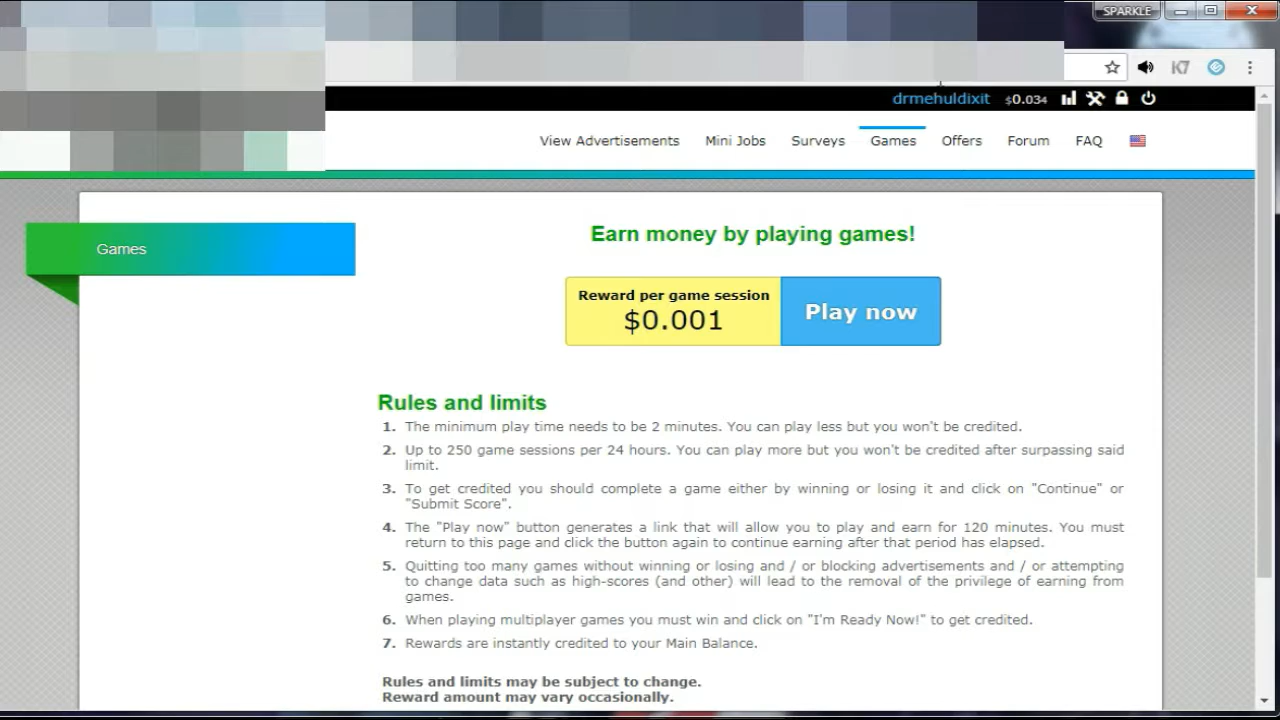 SPARKLE
K7
drmehuldixit $0.034
View Advertisements Mini Jobs Surveys Games Offers Forum FAQ
Games
Earn money by playing games!
Reward per game session
$0.001
Play now
Rules and limits
1. The minimum play time needs to be 2 minutes. You can play less but you won't be credited.
2. Up to 250 game sessions per 24 hours. You can play more but you won't be credited after surpassing said
limit.
3. To get credited you should complete a game either by winning or losing it and click on "Continue" or
"Submit Score".
4. The "Play now" button generates a link that will allow you to play and earn for 120 minutes. You must
return to this page and click the button again to continue earning after that period has elapsed.
5. Quitting too many games without winning or losing and / or blocking advertisements and / or attempting
to change data such as high-scores (and other) will lead to the removal of the privilege of earning from
games.
6. When playing multiplayer games you must win and click on "I'm Ready Now!" to get credited.
7. Rewards are instantly credited to your Main Balance.
Rules and limits may be subject to change.
Reward amount may vary occasionally.